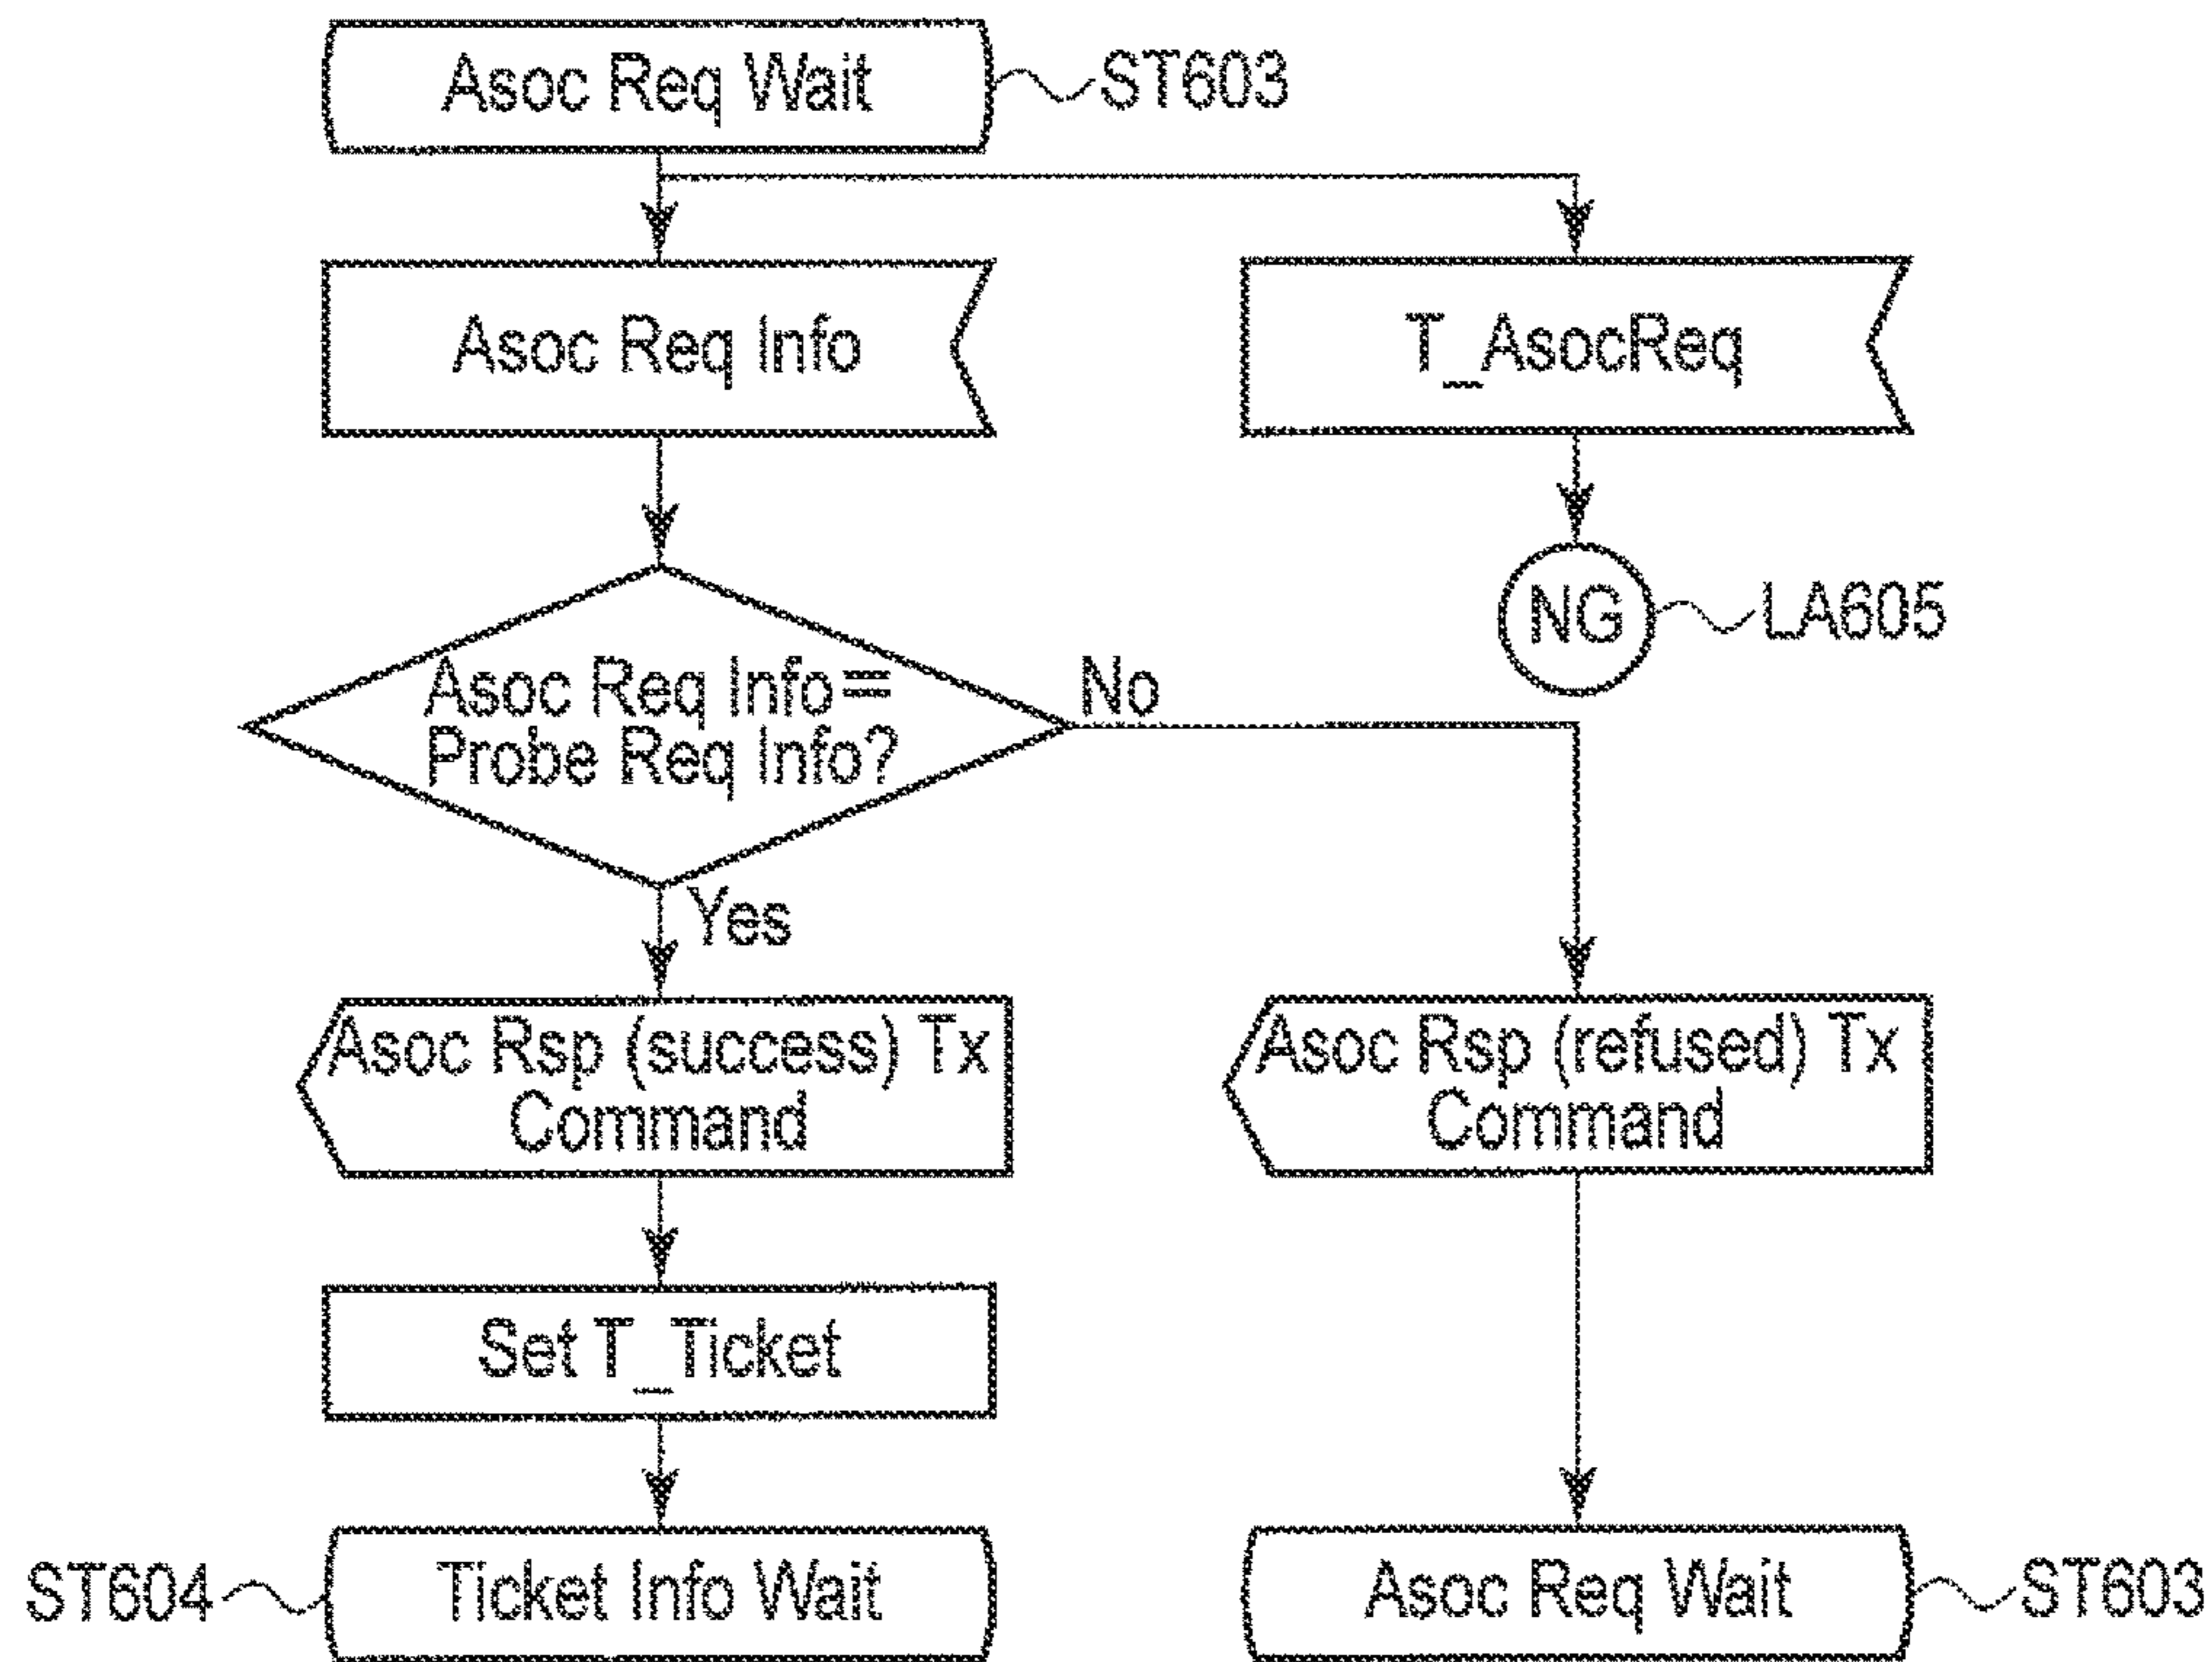 Asoc Req Wait
ST603
Asoc Req Info
T_AsocReq
NG
LA605
Asoc Req Info=
Probe Req Info?
No
Yes
Asoc Rsp (success) Tx
Command
Asoc Rsp (refused) Tx
Command
Set T_Ticket
ST604
Ticket Info Wait
Asoc Req Wait
ST603